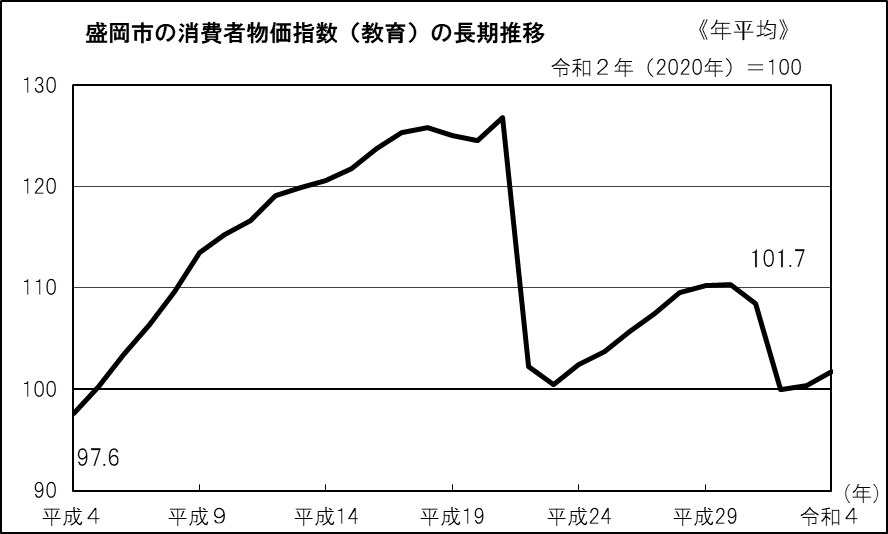 盛岡市の消費者物価指数（教育）の長期推移
《年平均》
令和２年（2020年）＝100
130
120
110
100
90
101.7
97.6
平成４ 平成９ 平成14 平成19 平成24 平成29 令和４
（年）